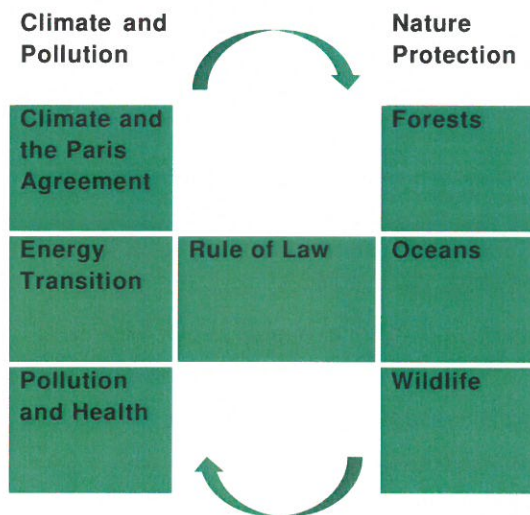 Climate and
Pollution
Nature
Protection
Climate and
the Paris
Agreement
Forests
Energy
Transition
Rule of Law
Oceans
Pollution
and Health
Wildlife